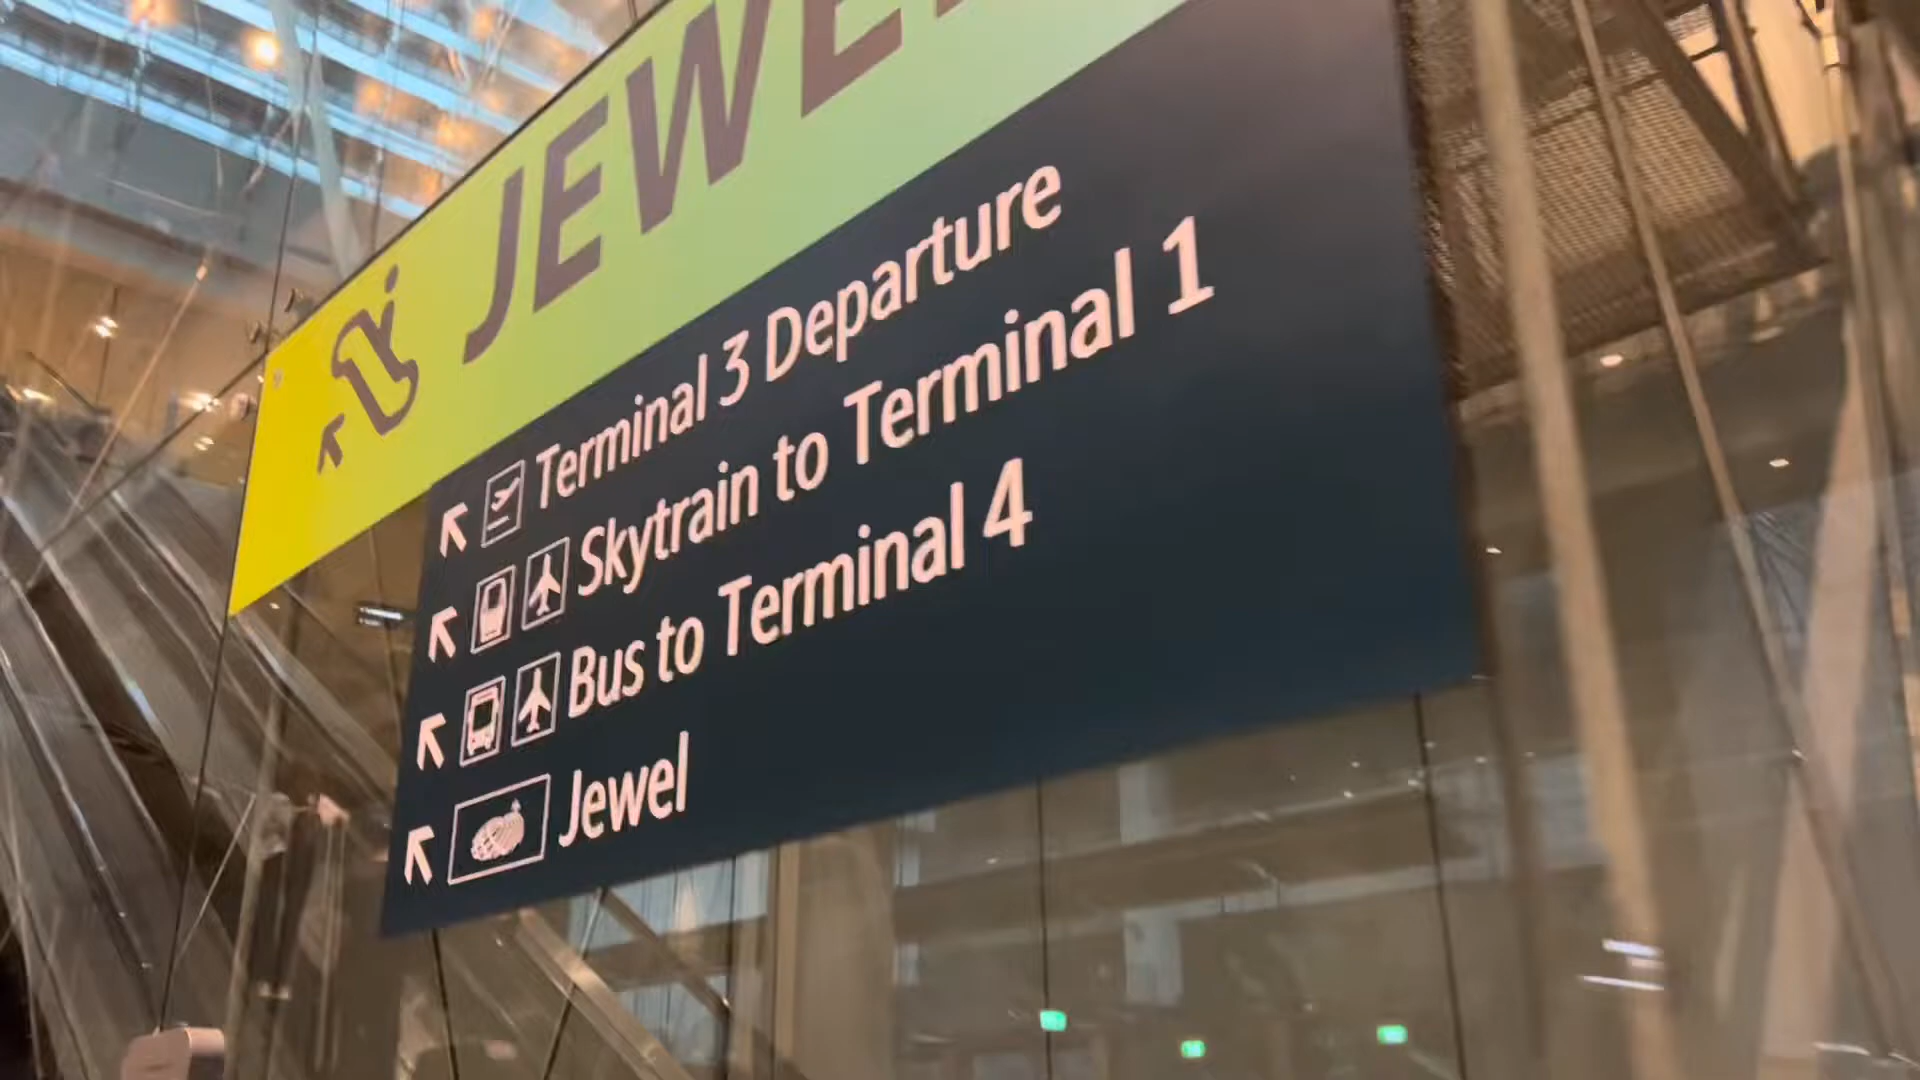 JEWEL
Terminal 3 Departure
Skytrain to Terminal 1
Bus to Terminal 4
Jewel